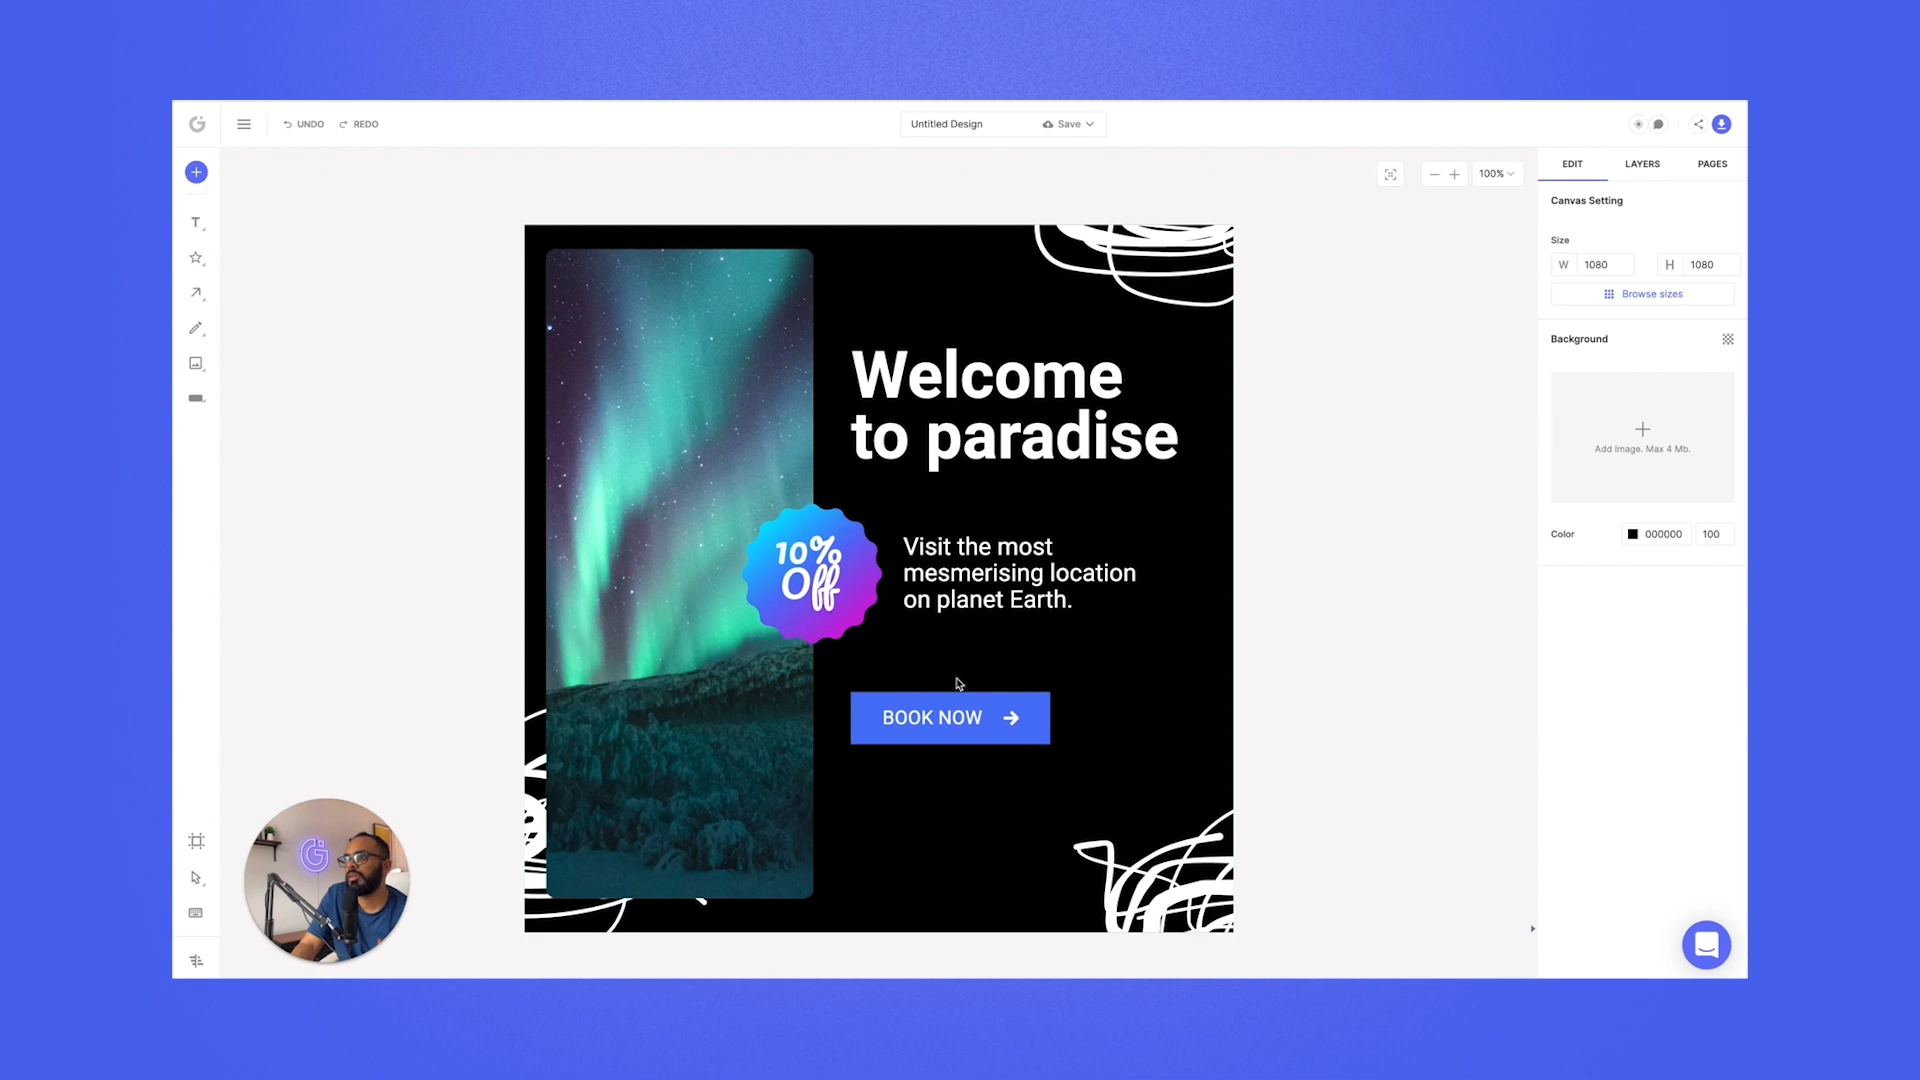 UNDO REDO
Untitled Design
Save
100%
EDIT LAYERS PAGES
Canvas Setting
Size
W 1080 H 1080
Browse sizes
Background
Add Image. Max 4 Mb.
Color 000000 100
Welcome
to paradise
10%
Off
Visit the most
mesmerising location
on planet Earth.
BOOK NOW